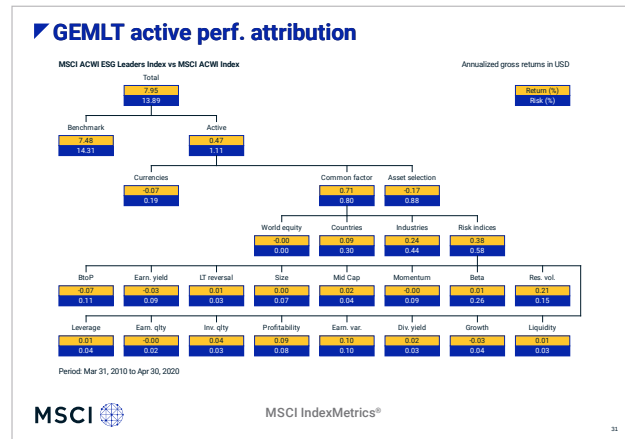 GEMLT active perf. attribution
MSCI ACWI ESG Leaders Index vs MSCI ACWI Index
Annualized gross returns in USD
Total
7.95
13.89
Return (%)
Risk (%)
Benchmark Active
7.48 0.47
14.31 1.11
Currencies Common factor Asset selection
-0.07 0.71 -0.17
0.19 0.80 0.88
World equity Countries Industries Risk indices
-0.00 0.09 0.24 0.38
0.00 0.30 0.44 0.58
BtoP Earn. yield LT reversal Size Mid Cap Momentum Beta Res. vol.
-0.07 -0.03 0.01 0.00 0.02 -0.00 0.01 0.21
0.11 0.09 0.03 0.07 0.04 0.09 0.26 0.15
Leverage Earn. qlty Inv. qlty Profitability Earn. var. Div. yield Growth Liquidity
0.01 -0.00 0.04 0.09 0.10 0.02 -0.03 0.01
0.04 0.02 0.03 0.08 0.10 0.03 0.04 0.03
Period: Mar 31, 2010 to Apr 30, 2020
MSCI
MSCI IndexMetrics®
31